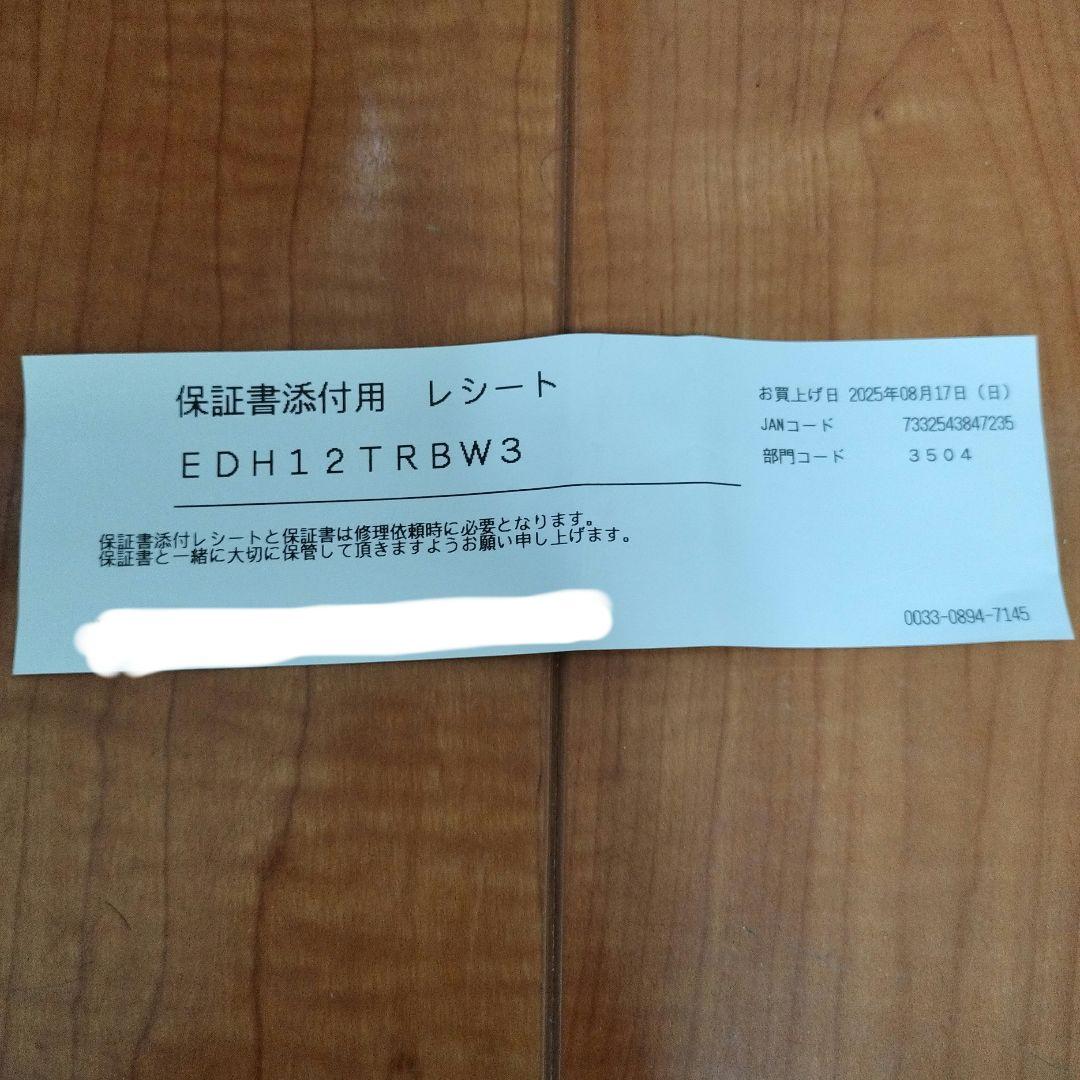 保証書添付用 レシート
EDH12TRBW3
お買上げ日 2025年08月17日(日)
JANコード 7332543847235
部門コード 3504
保証書添付レシートと保証書は修理依頼時に必要となります。
保証書と一緒に大切に保管して頂きますようお願い申し上げます。
0033-0894-7145